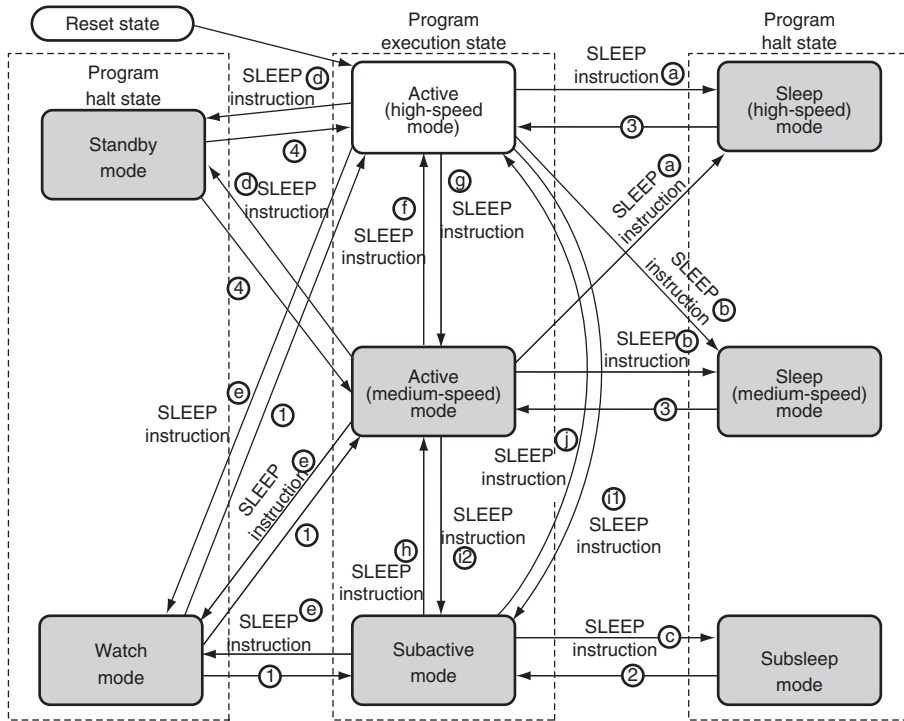 Reset state
Program
execution state
Program
halt state
Program
halt state
SLEEP d
instruction
Active
(high-speed
mode)
SLEEP
instruction a
Sleep
(high-speed)
mode
3
Standby
mode
4
d SLEEP
instruction
f
SLEEP
instruction
g
SLEEP
instruction
SLEEP a
instruction
SLEEP
instruction b
4
SLEEP b
instruction
Active
(medium-speed)
mode
Sleep
(medium-speed)
mode
3
e
SLEEP
instruction
1
SLEEP e
instruction
1
j
SLEEP
instruction
i1
SLEEP
instruction
h
SLEEP
instruction
SLEEP
instruction
i2
SLEEP e
instruction
Watch
mode
1
Subactive
mode
SLEEP
instruction c
2
Subsleep
mode